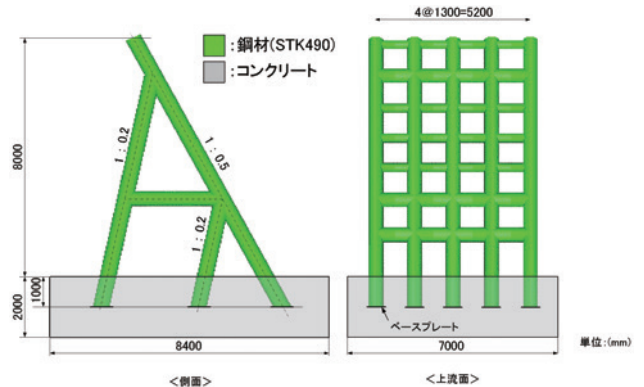 4@1300=5200
：鋼材(STK490)
：コンクリート
8000
1 : 0.2
1 : 0.5
1 : 0.2
1000
2000
ベースプレート
8400
7000
単位:(mm)
<側面>
<上流面>